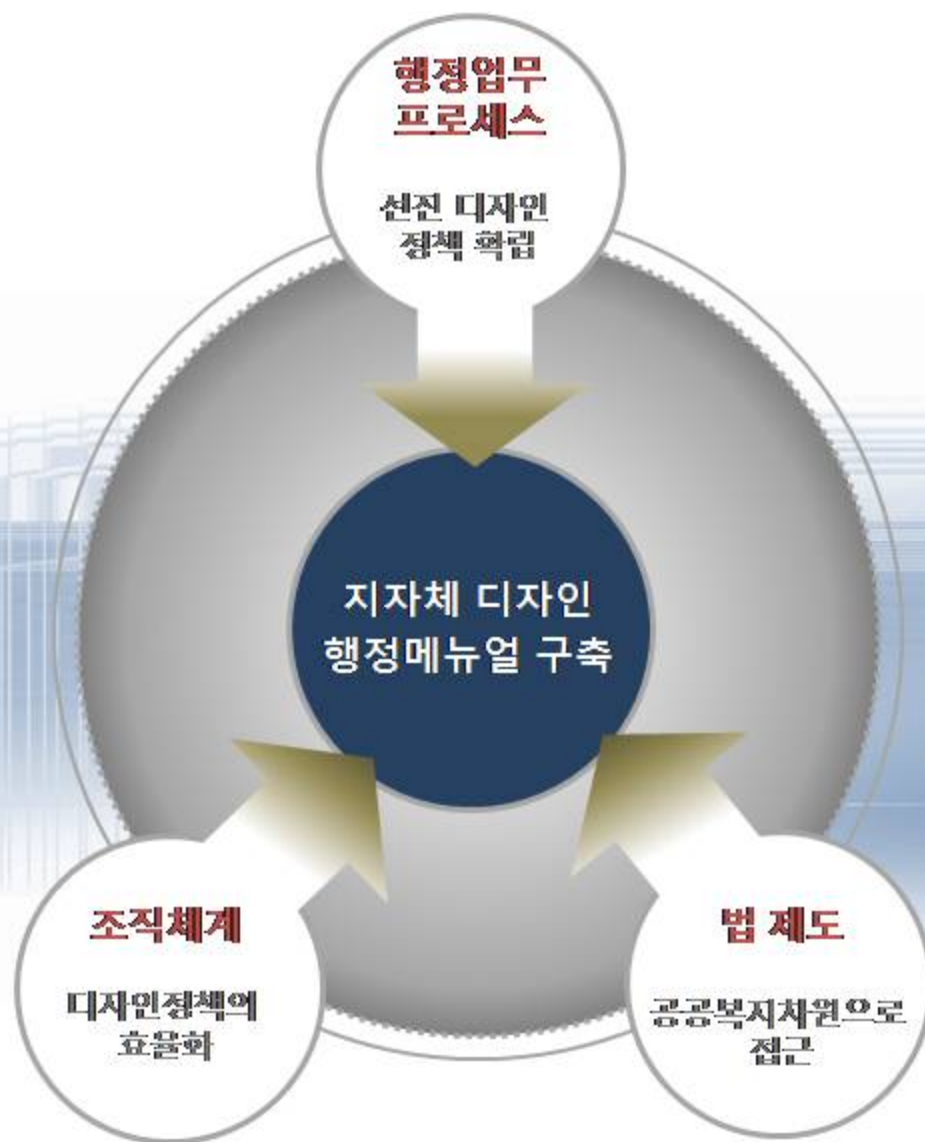 행정업무
프로세스
선진 디자인
정책 확립
지자체 디자인
행정메뉴얼 구축
조직체계
디자인정책의
효율화
법 제도
공공복지차원으로
접근